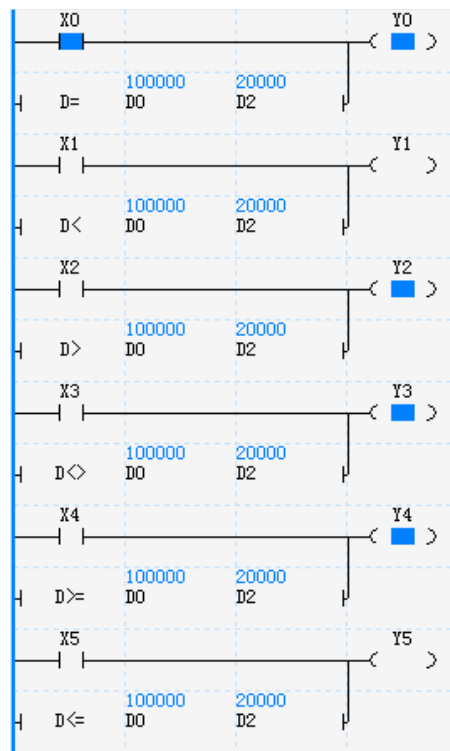 X0 Y0
100000 20000
D= D0 D2
X1 Y1
100000 20000
D< D0 D2
X2 Y2
100000 20000
D> D0 D2
X3 Y3
100000 20000
D<> D0 D2
X4 Y4
100000 20000
D>= D0 D2
X5 Y5
100000 20000
D<= D0 D2